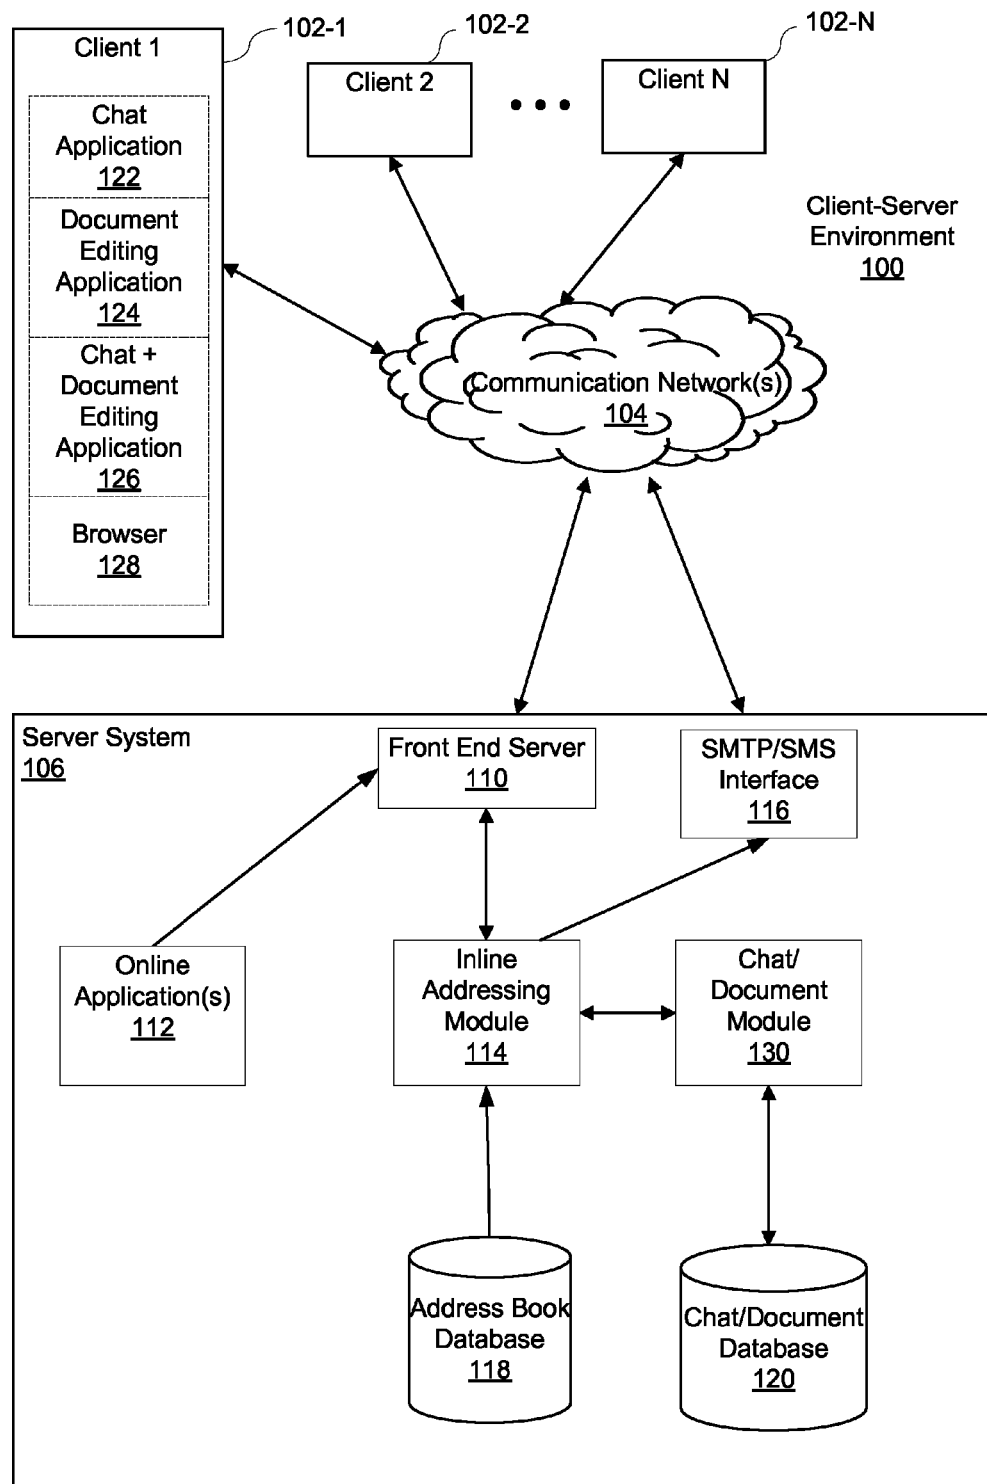 102-1
102-2
102-N
Client 1
Client 2
Client N
Chat
Application
122
Document
Editing
Application
124
Chat +
Document
Editing
Application
126
Browser
128
Client-Server
Environment
100
Communication Network(s)
104
Server System
106
Front End Server
110
SMTP/SMS
Interface
116
Online
Application(s)
112
Inline
Addressing
Module
114
Chat/
Document
Module
130
Address Book
Database
118
Chat/Document
Database
120